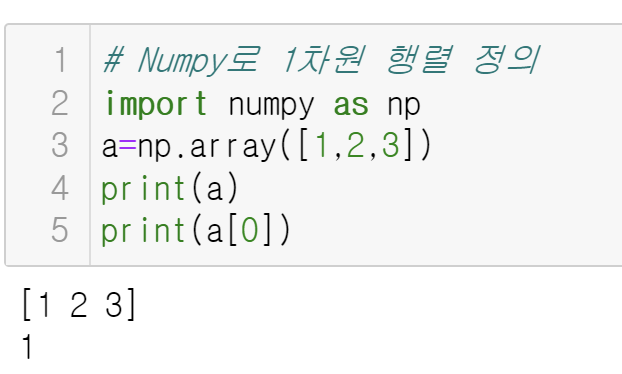 1 # Numpy로 1차원 행렬 정의
2 import numpy as np
3 a=np.array([1,2,3])
4 print(a)
5 print(a[0])
[1 2 3]
1